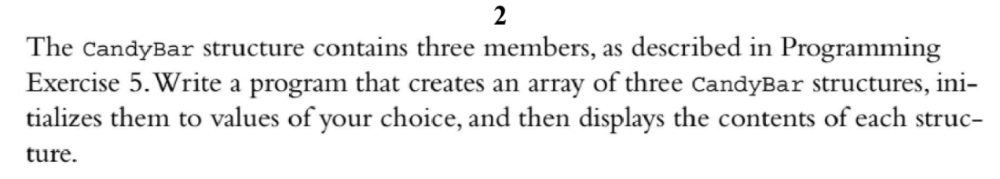 2
The CandyBar structure contains three members, as described in Programming
Exercise 5. Write a program that creates an array of three CandyBar structures, ini-
tializes them to values of your choice, and then displays the contents of each struc-
ture.